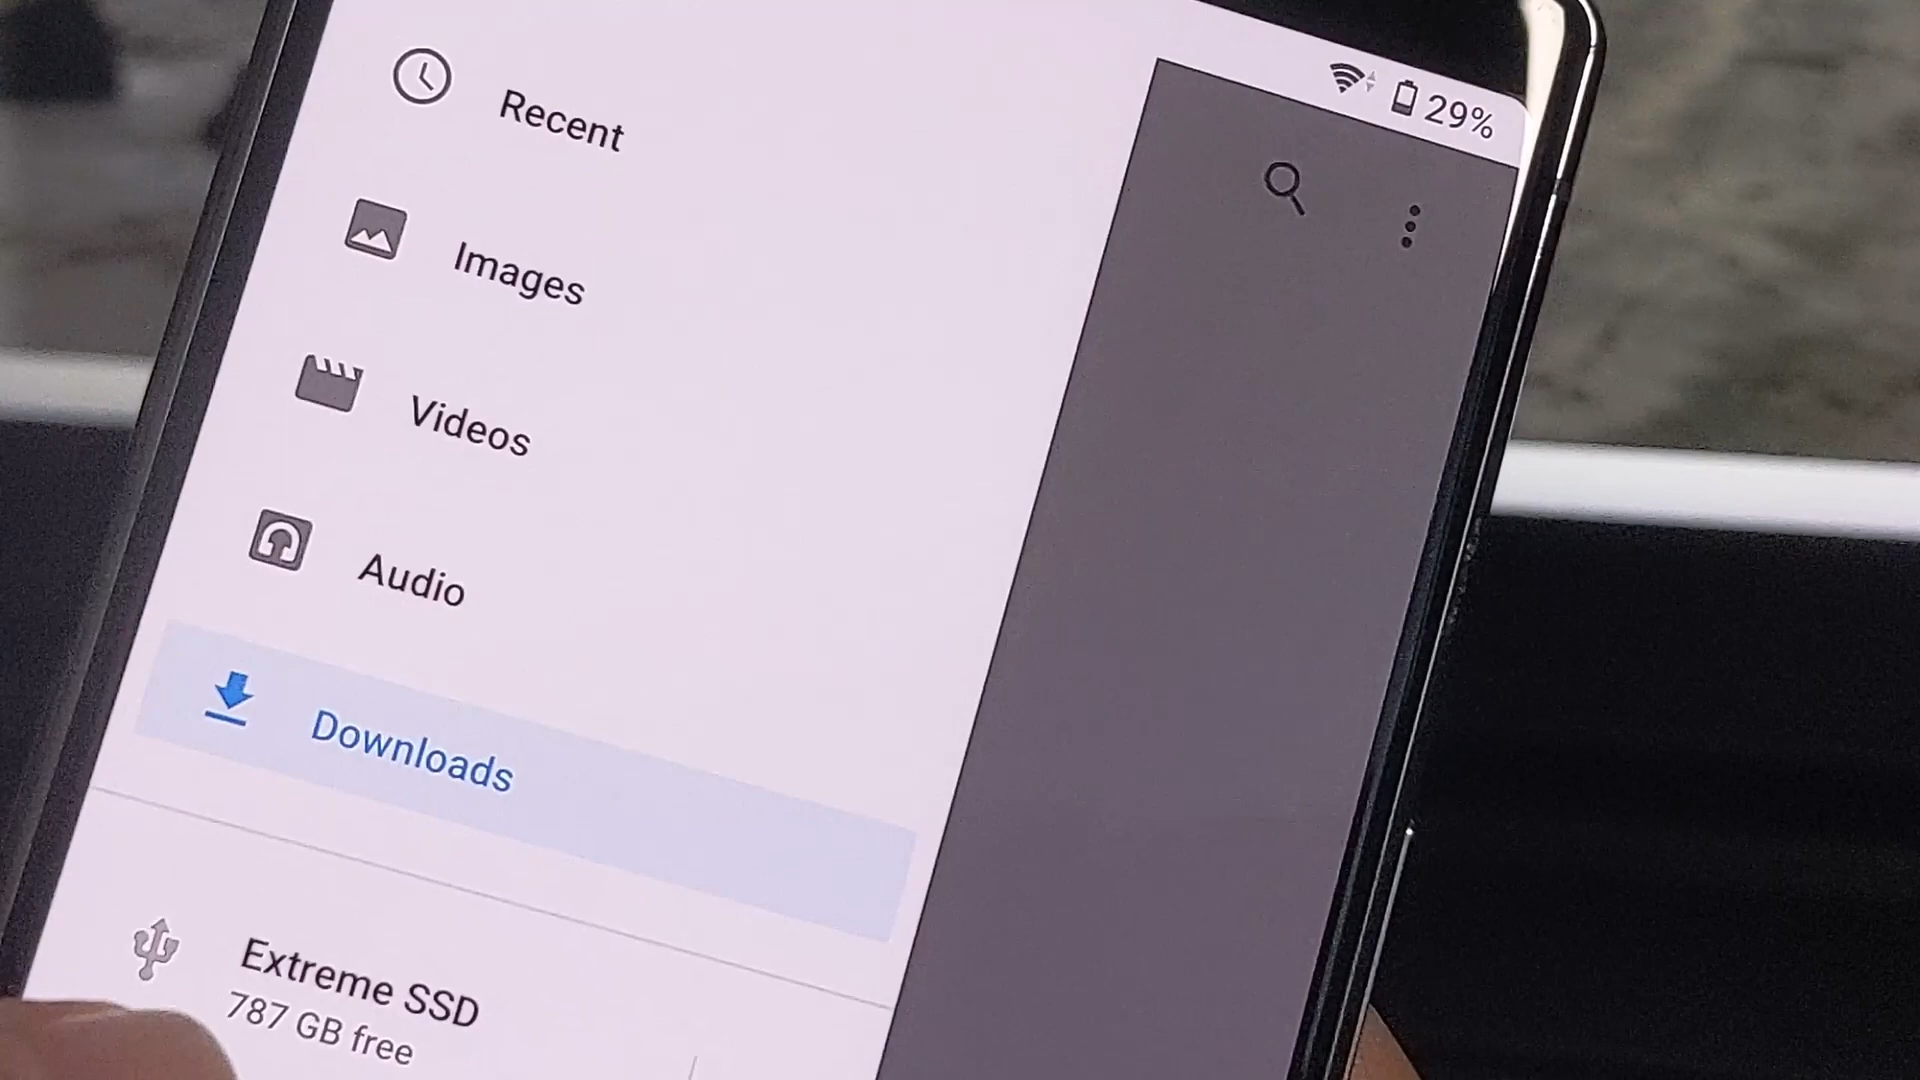 29%
Recent
Images
Videos
Audio
Downloads
Extreme SSD
787 GB free